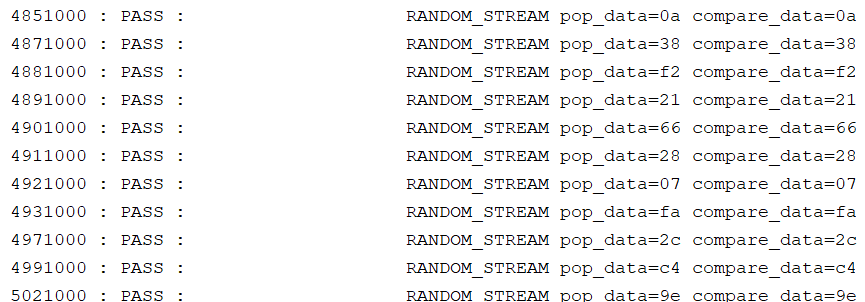 4851000 : PASS : RANDOM_STREAM pop_data=0a compare_data=0a
4871000 : PASS : RANDOM_STREAM pop_data=38 compare_data=38
4881000 : PASS : RANDOM_STREAM pop_data=f2 compare_data=f2
4891000 : PASS : RANDOM_STREAM pop_data=21 compare_data=21
4901000 : PASS : RANDOM_STREAM pop_data=66 compare_data=66
4911000 : PASS : RANDOM_STREAM pop_data=28 compare_data=28
4921000 : PASS : RANDOM_STREAM pop_data=07 compare_data=07
4931000 : PASS : RANDOM_STREAM pop_data=fa compare_data=fa
4971000 : PASS : RANDOM_STREAM pop_data=2c compare_data=2c
4991000 : PASS : RANDOM_STREAM pop_data=c4 compare_data=c4
5021000 : PASS : RANDOM_STREAM pop_data=9e compare_data=9e